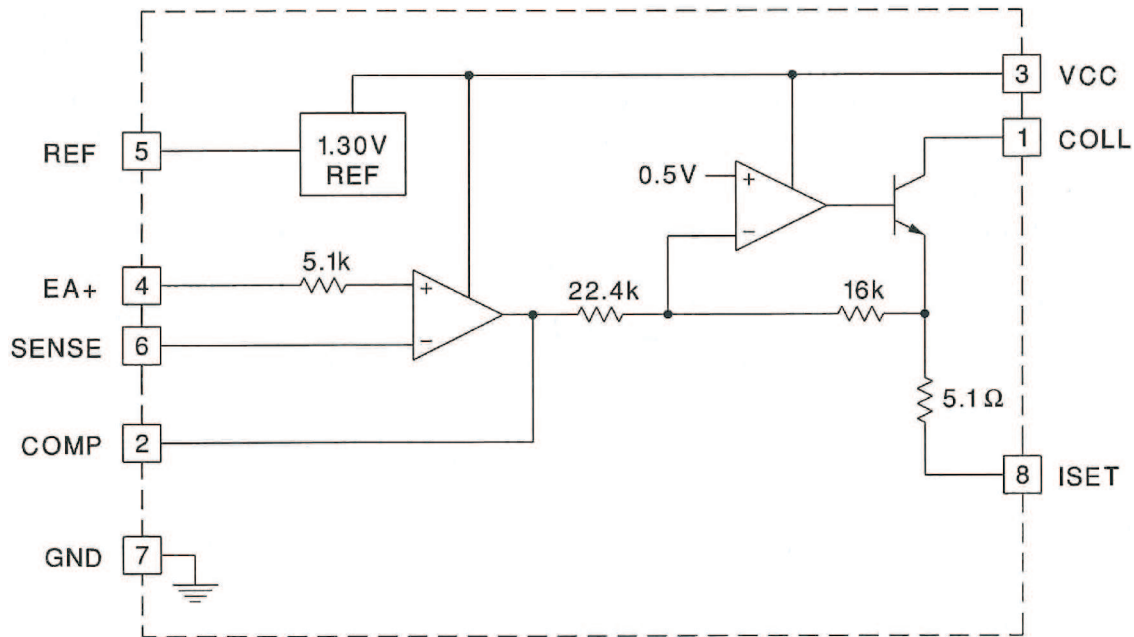 3 VCC
1 COLL
REF 5
1.30V
REF
0.5V
+
−
EA+ 4
5.1k
+
22.4k
16k
SENSE 6
−
5.1Ω
COMP 2
8 ISET
GND 7